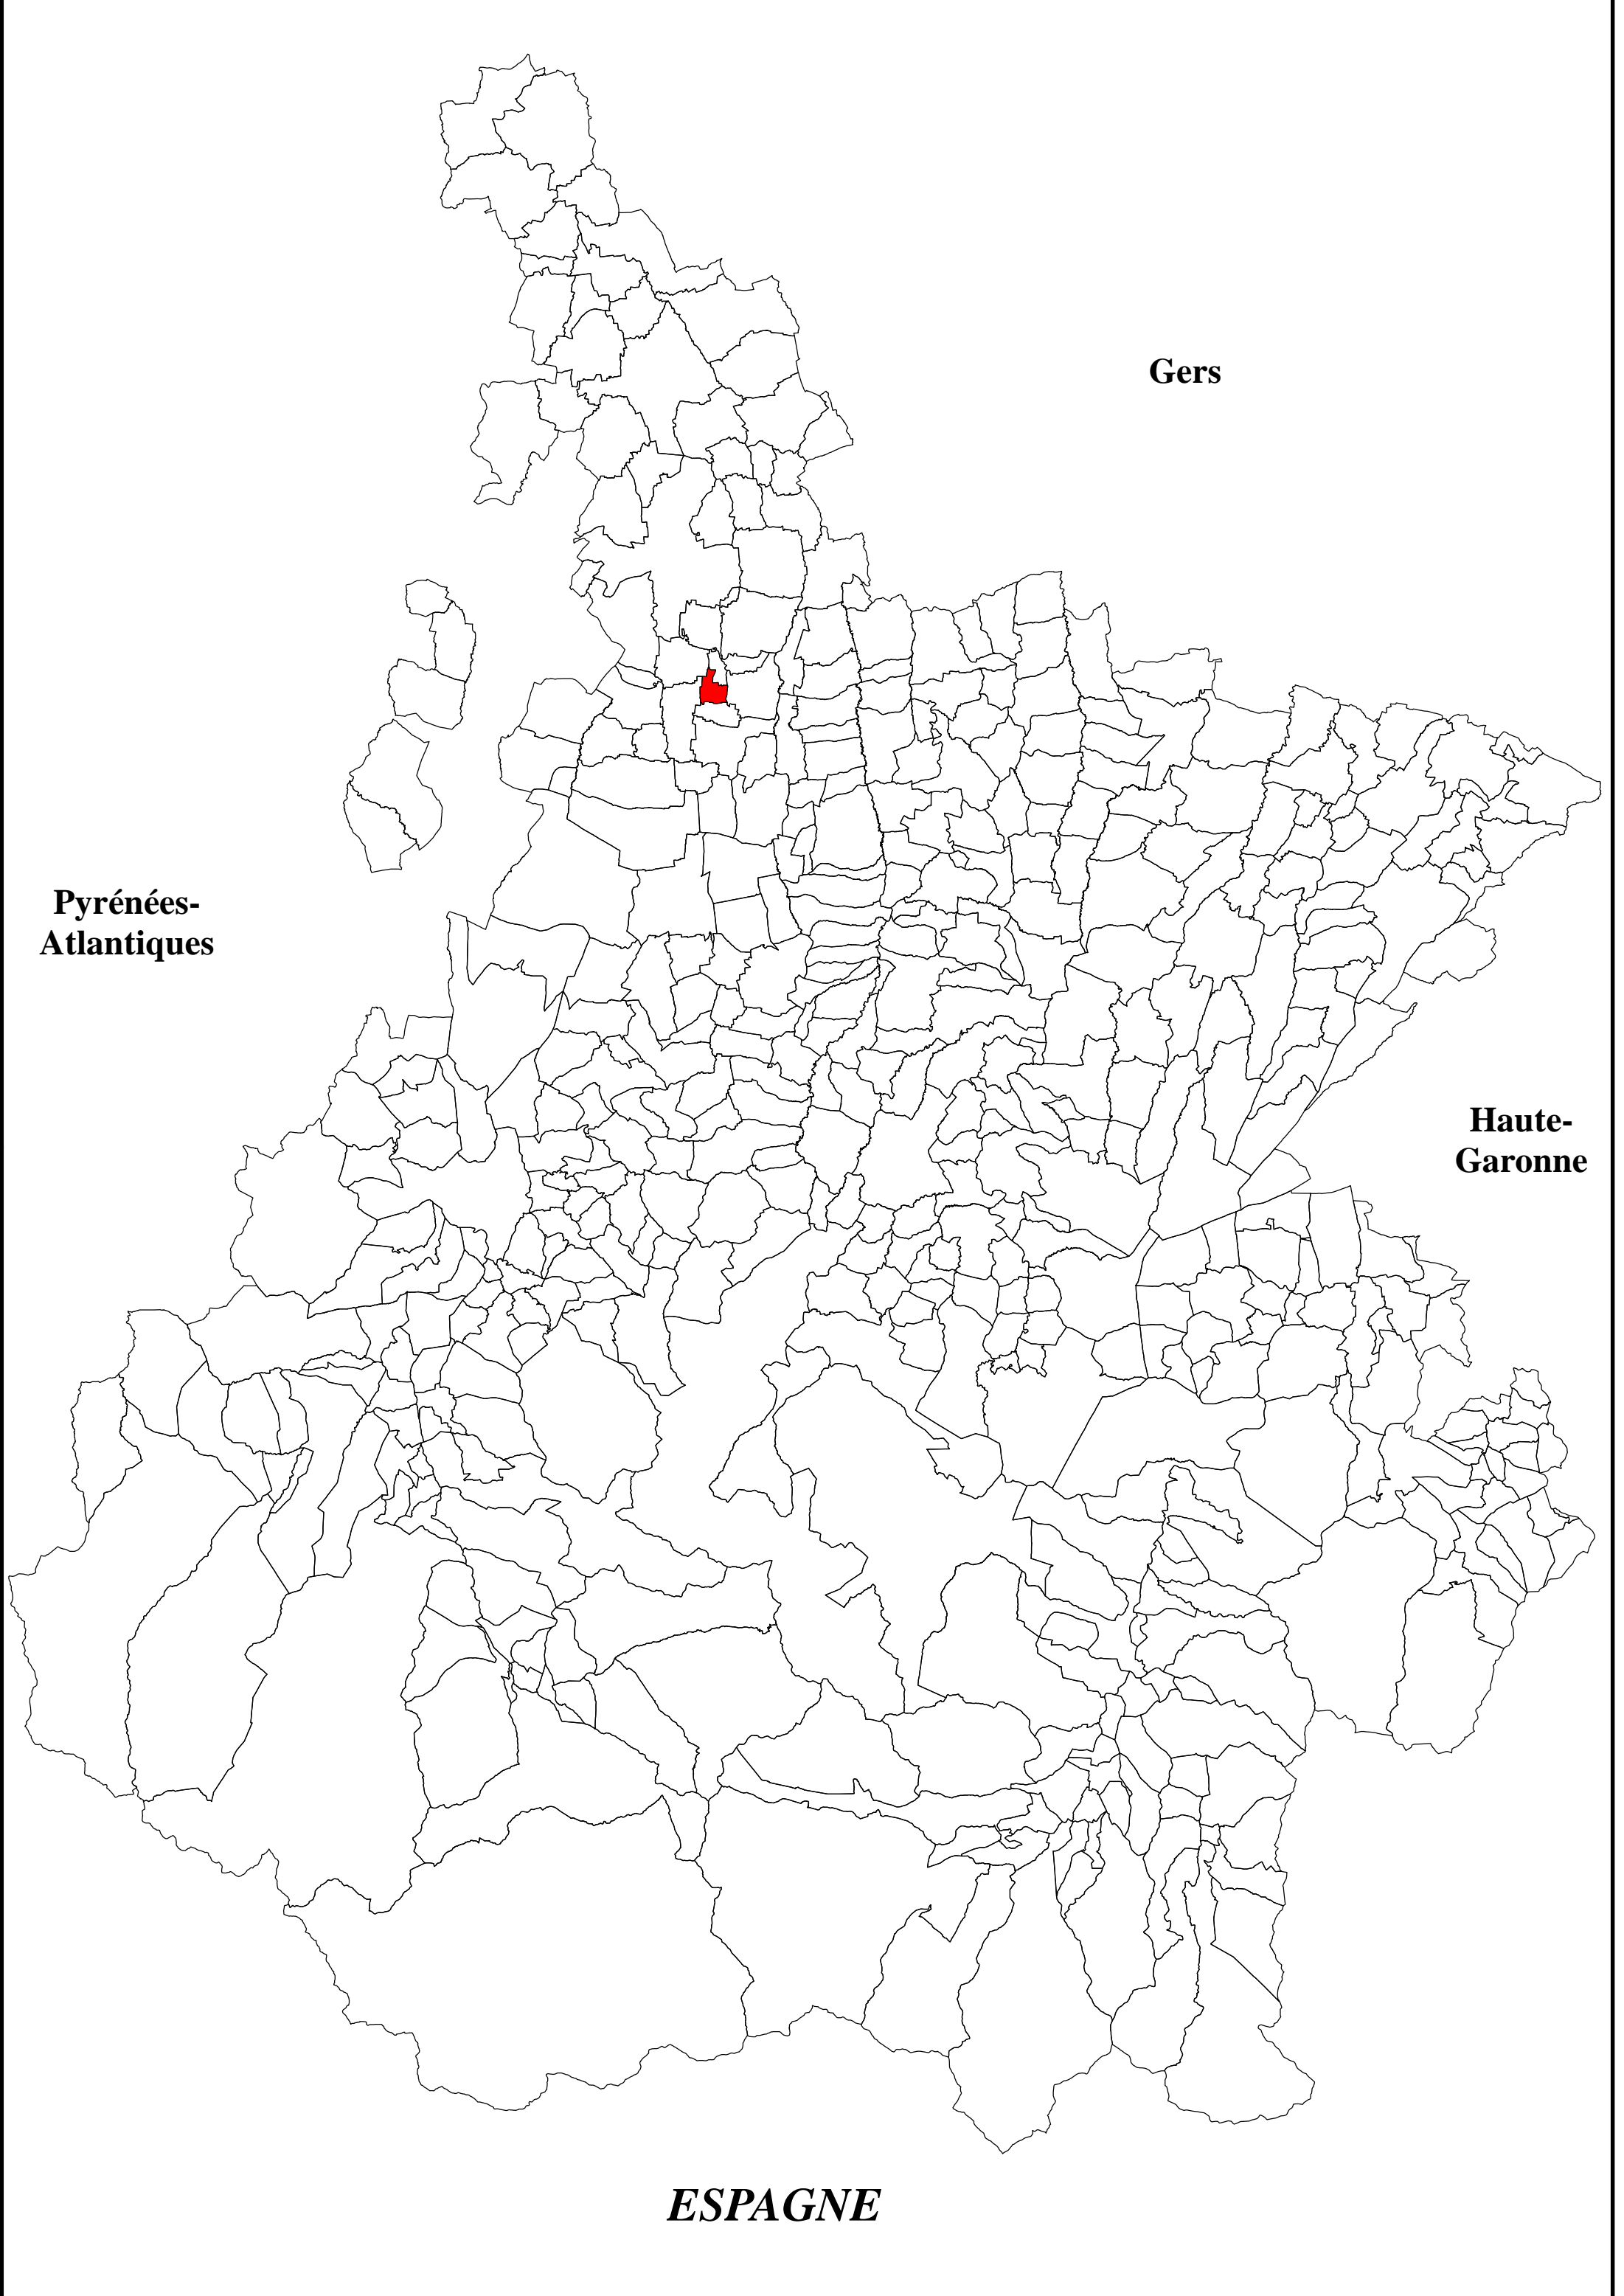 Gers
Pyrénées-
Atlantiques
Haute-
Garonne
ESPAGNE